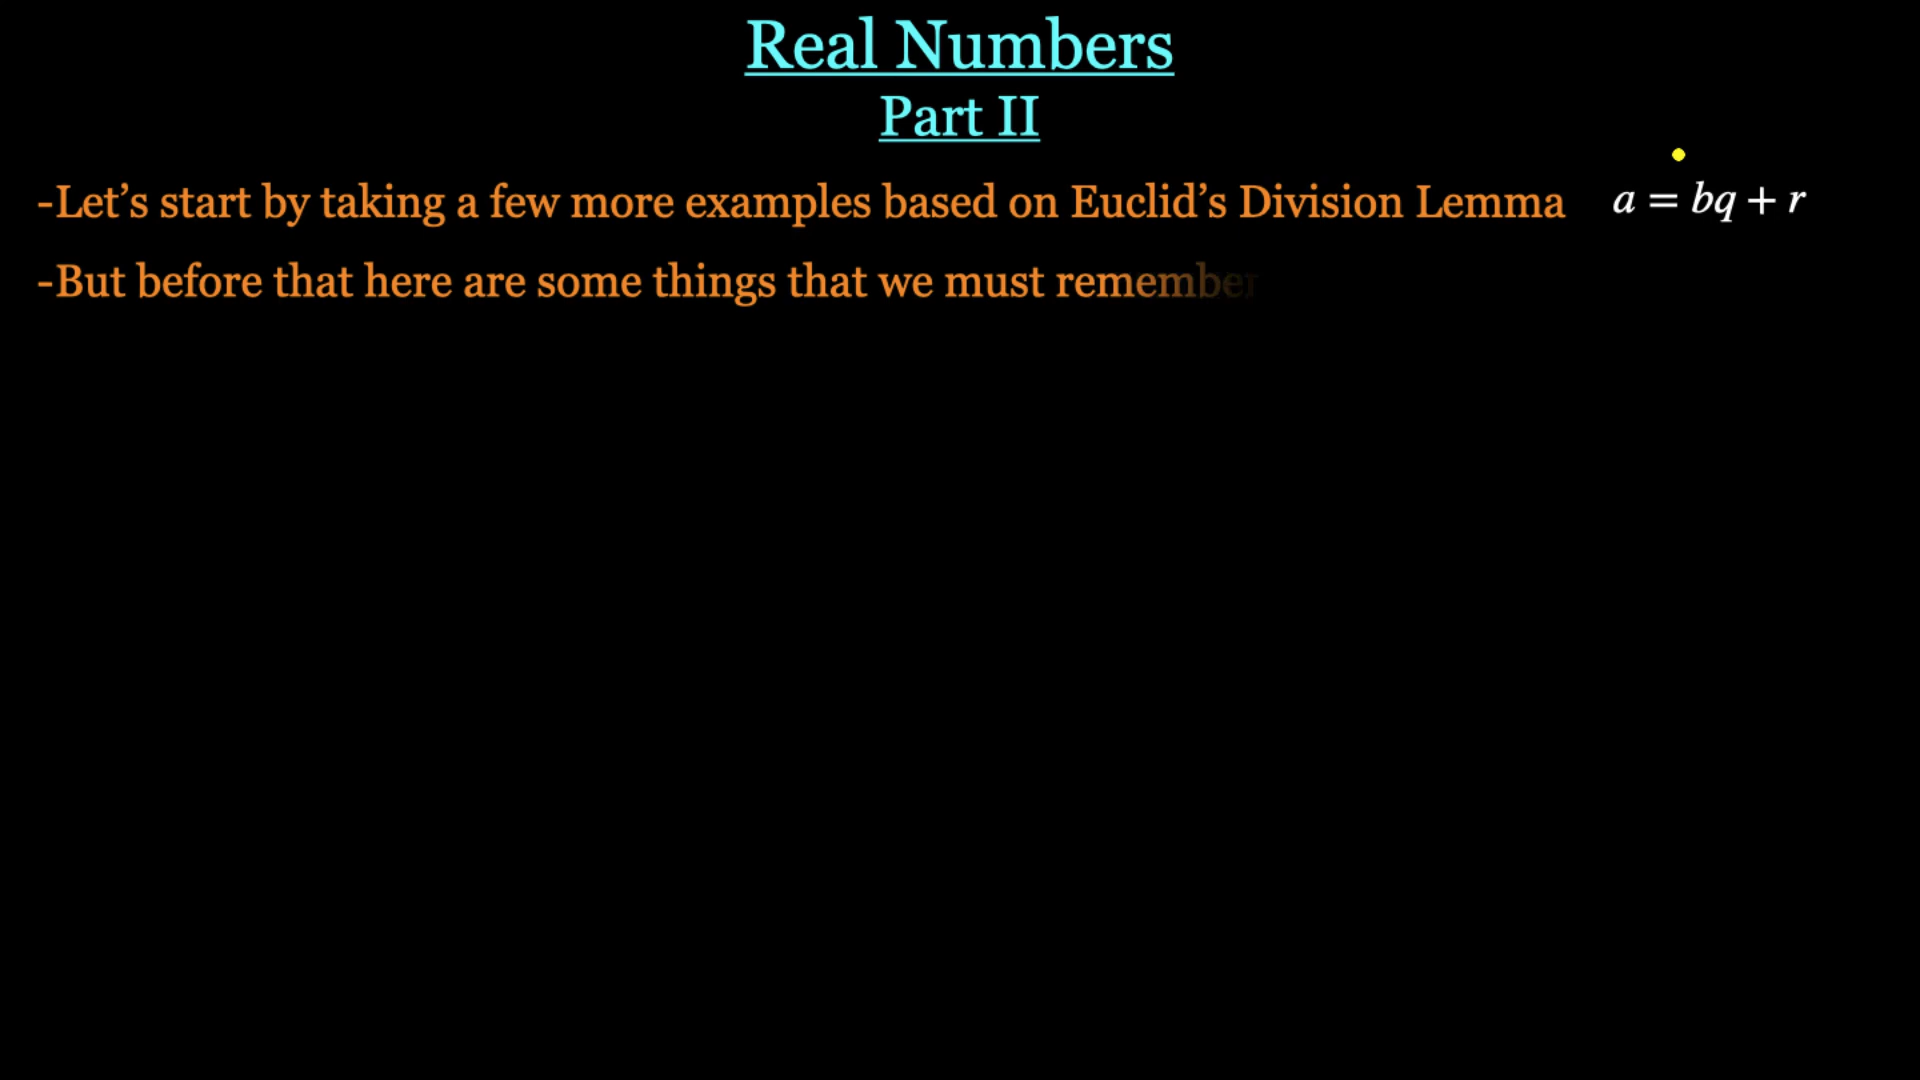 Real Numbers
Part II
-Let’s start by taking a few more examples based on Euclid’s Division Lemma a = bq + r
-But before that here are some things that we must remember